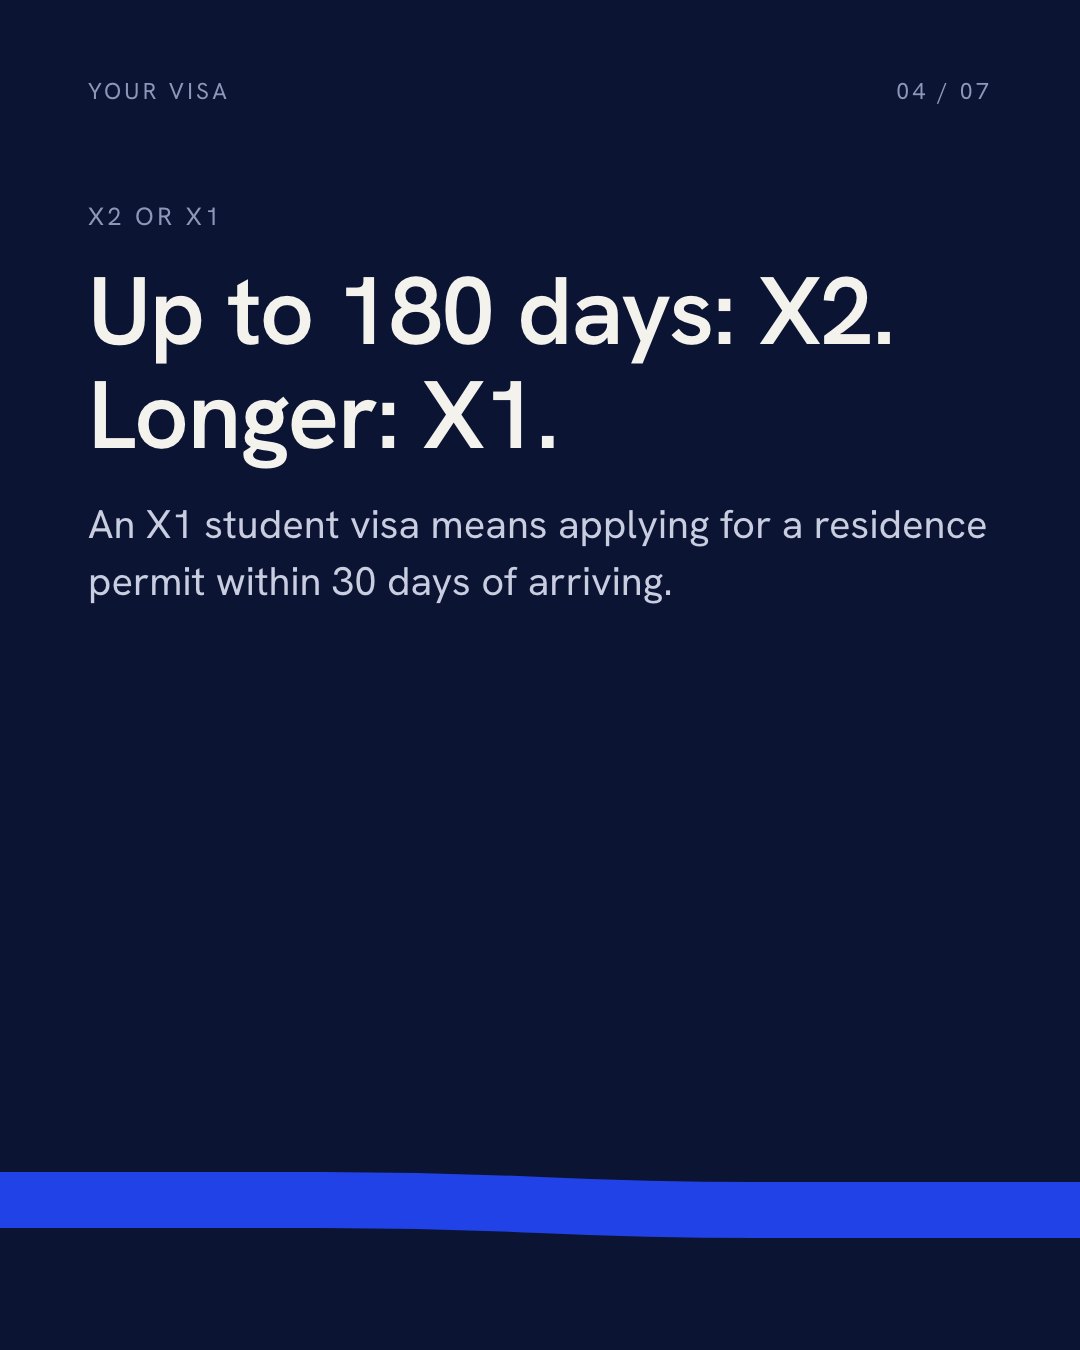 YOUR VISA
04 / 07
X2 OR X1
Up to 180 days: X2.
Longer: X1.
An X1 student visa means applying for a residence
permit within 30 days of arriving.